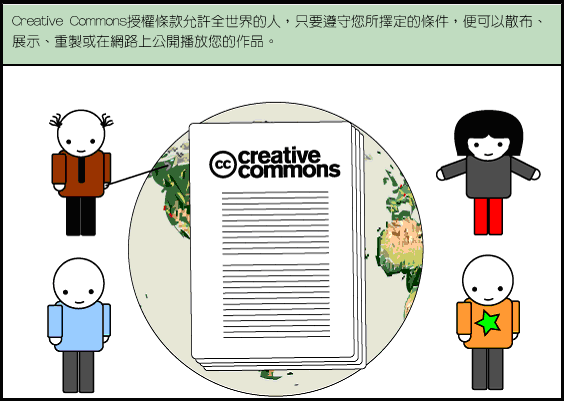 Creative Commons授權條款允許全世界的人，只要遵守您所擇定的條件，便可以散布、
展示、重製或在網路上公開播放您的作品。
cc creative
commons